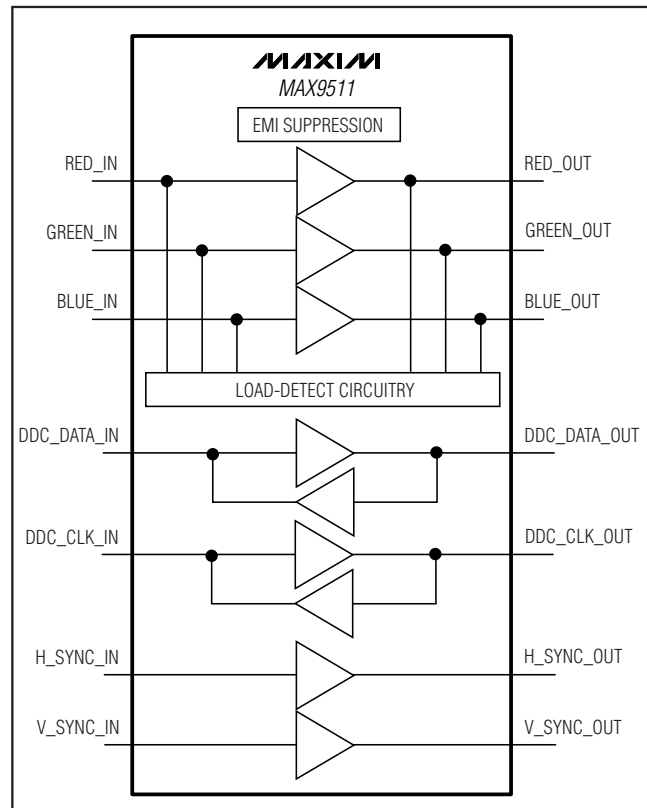 MAXIM
MAX9511
EMI SUPPRESSION
RED_IN
RED_OUT
GREEN_IN
GREEN_OUT
BLUE_IN
BLUE_OUT
LOAD-DETECT CIRCUITRY
DDC_DATA_IN
DDC_DATA_OUT
DDC_CLK_IN
DDC_CLK_OUT
H_SYNC_IN
H_SYNC_OUT
V_SYNC_IN
V_SYNC_OUT